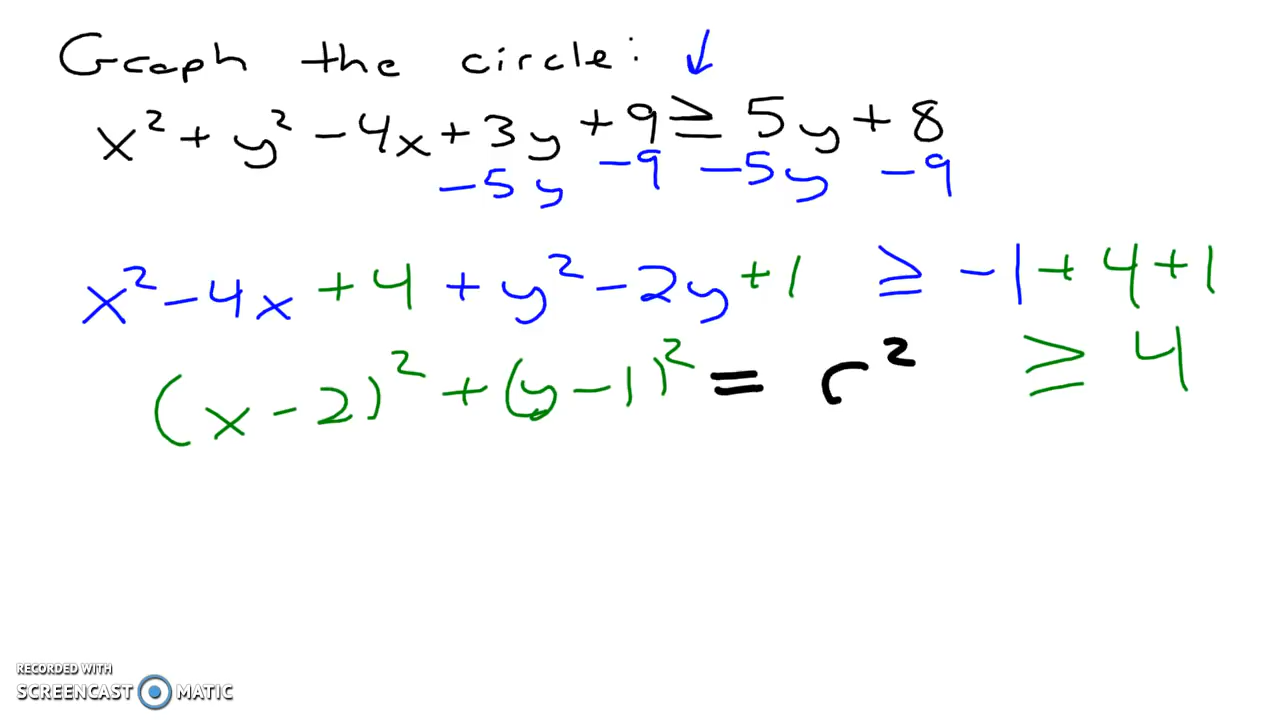 Graph the circle: ↓
x² + y² - 4x + 3y + 9 ≥ 5y + 8
-5y -9 -5y -9
x² - 4x + 4 + y² - 2y + 1 ≥ -1 + 4 + 1
(x - 2)² + (y - 1)² = r² ≥ 4
RECORDED WITH
SCREENCAST MATIC